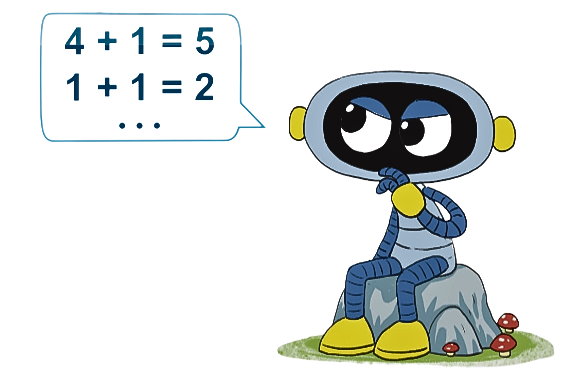 4 + 1 = 5
1 + 1 = 2
...